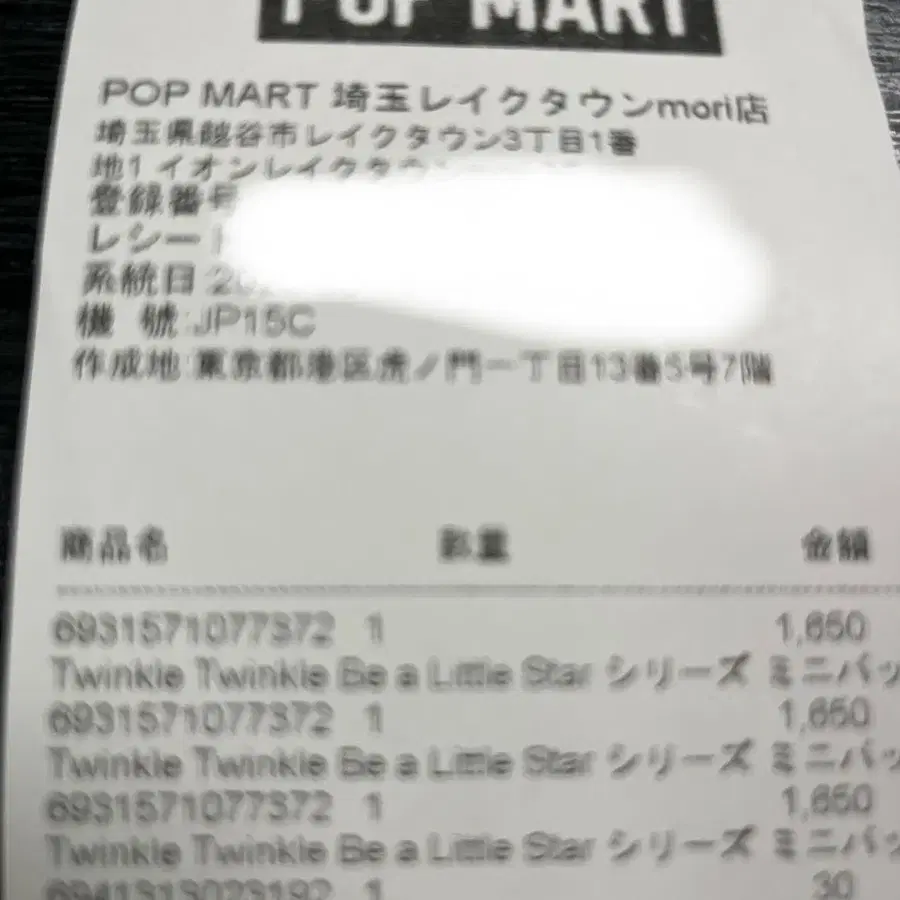 POP MART
POP MART 埼玉レイクタウンmori店
埼玉県越谷市レイクタウン3丁目1番
地1 イオンレイクタウン
登録番号
レシート
系統日:20
機 號:JP15C
作成地:東京都港区虎ノ門一丁目13番5号7階
商品名 数量 金額
6931571077372 1 1,650
Twinkle Twinkle Be a Little Star シリーズ ミニバッ
6931571077372 1 1,650
Twinkle Twinkle Be a Little Star シリーズ ミニバッ
6931571077372 1 1,650
Twinkle Twinkle Be a Little Star シリーズ ミニバッ
6941313023192 1 30